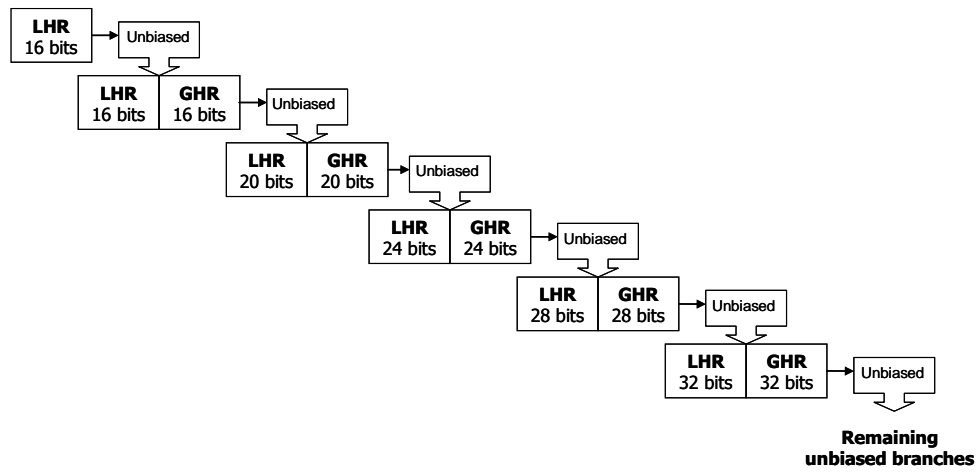 LHR
16 bits
Unbiased
LHR
16 bits
GHR
16 bits
Unbiased
LHR
20 bits
GHR
20 bits
Unbiased
LHR
24 bits
GHR
24 bits
Unbiased
LHR
28 bits
GHR
28 bits
Unbiased
LHR
32 bits
GHR
32 bits
Unbiased
Remaining
unbiased branches